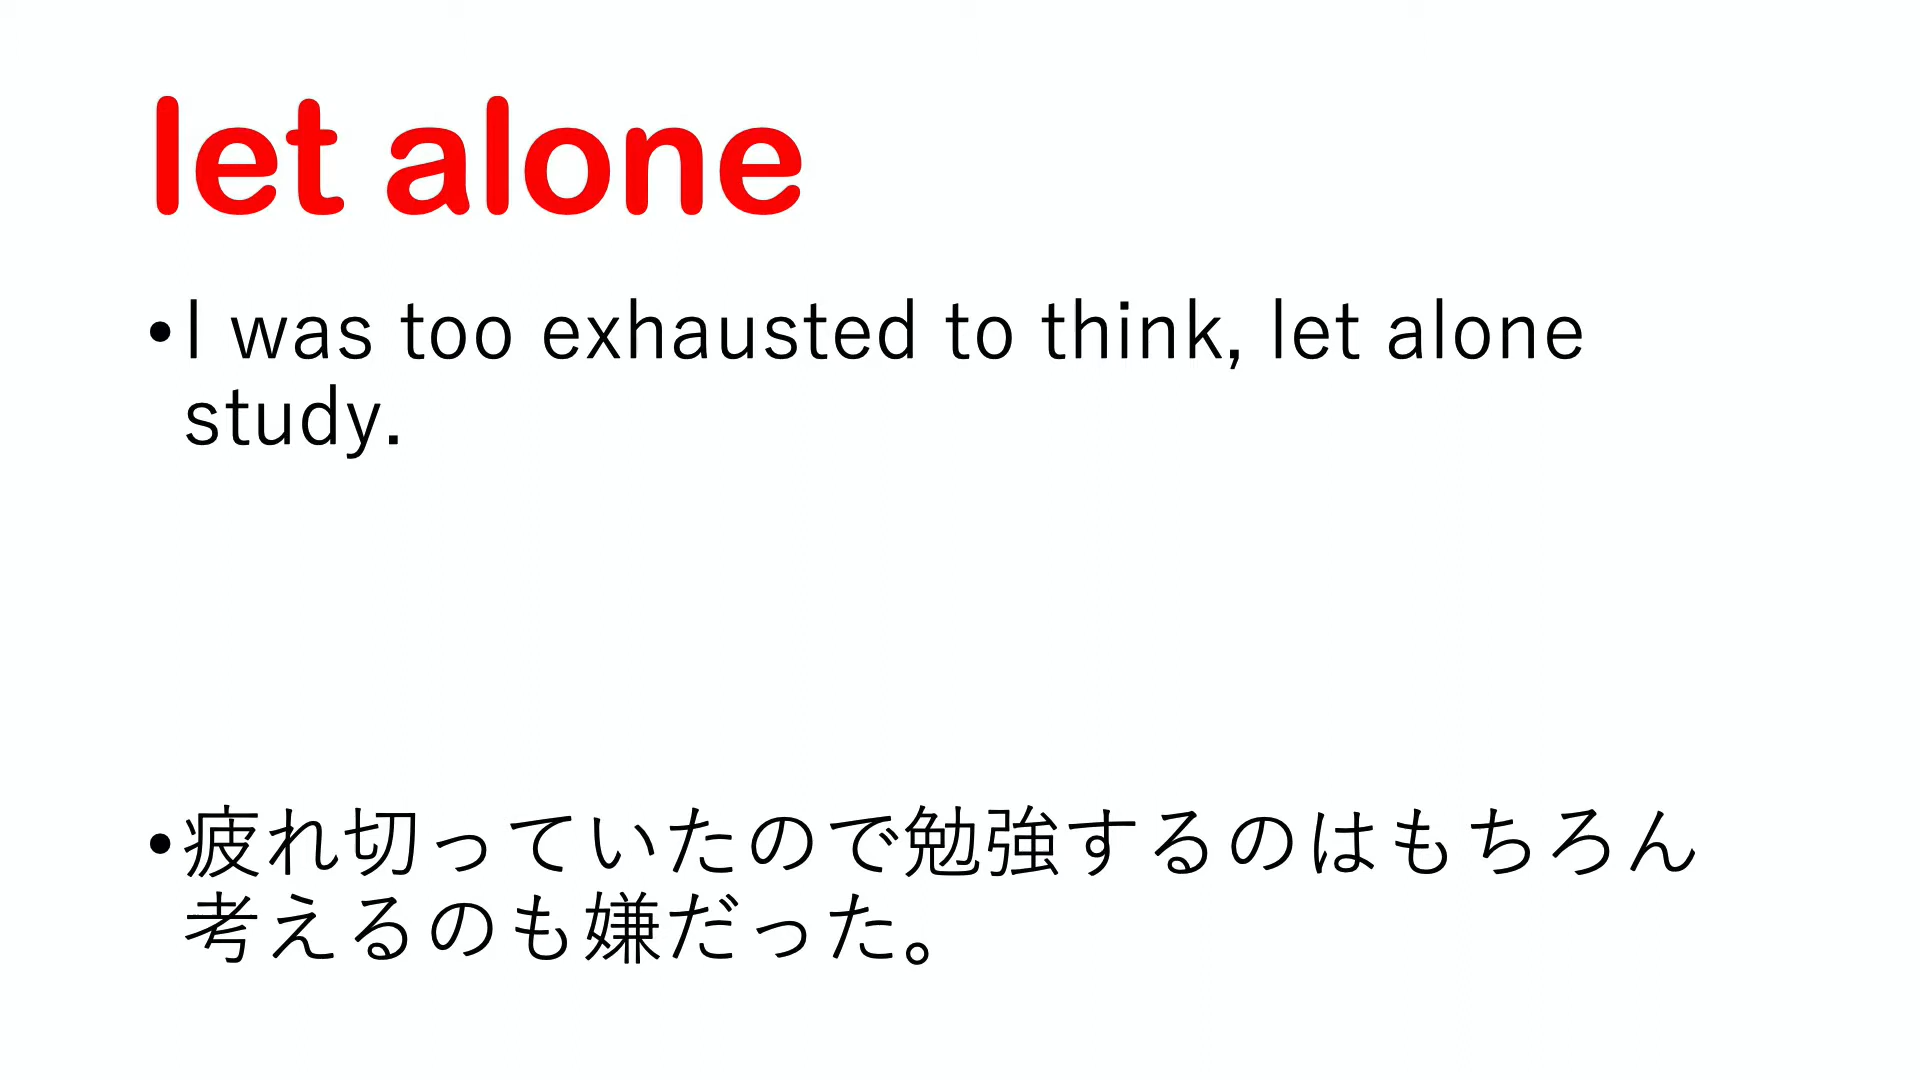 let alone
•I was too exhausted to think, let alone
study.
•疲れ切っていたので勉強するのはもちろん
考えるのも嫌だった。